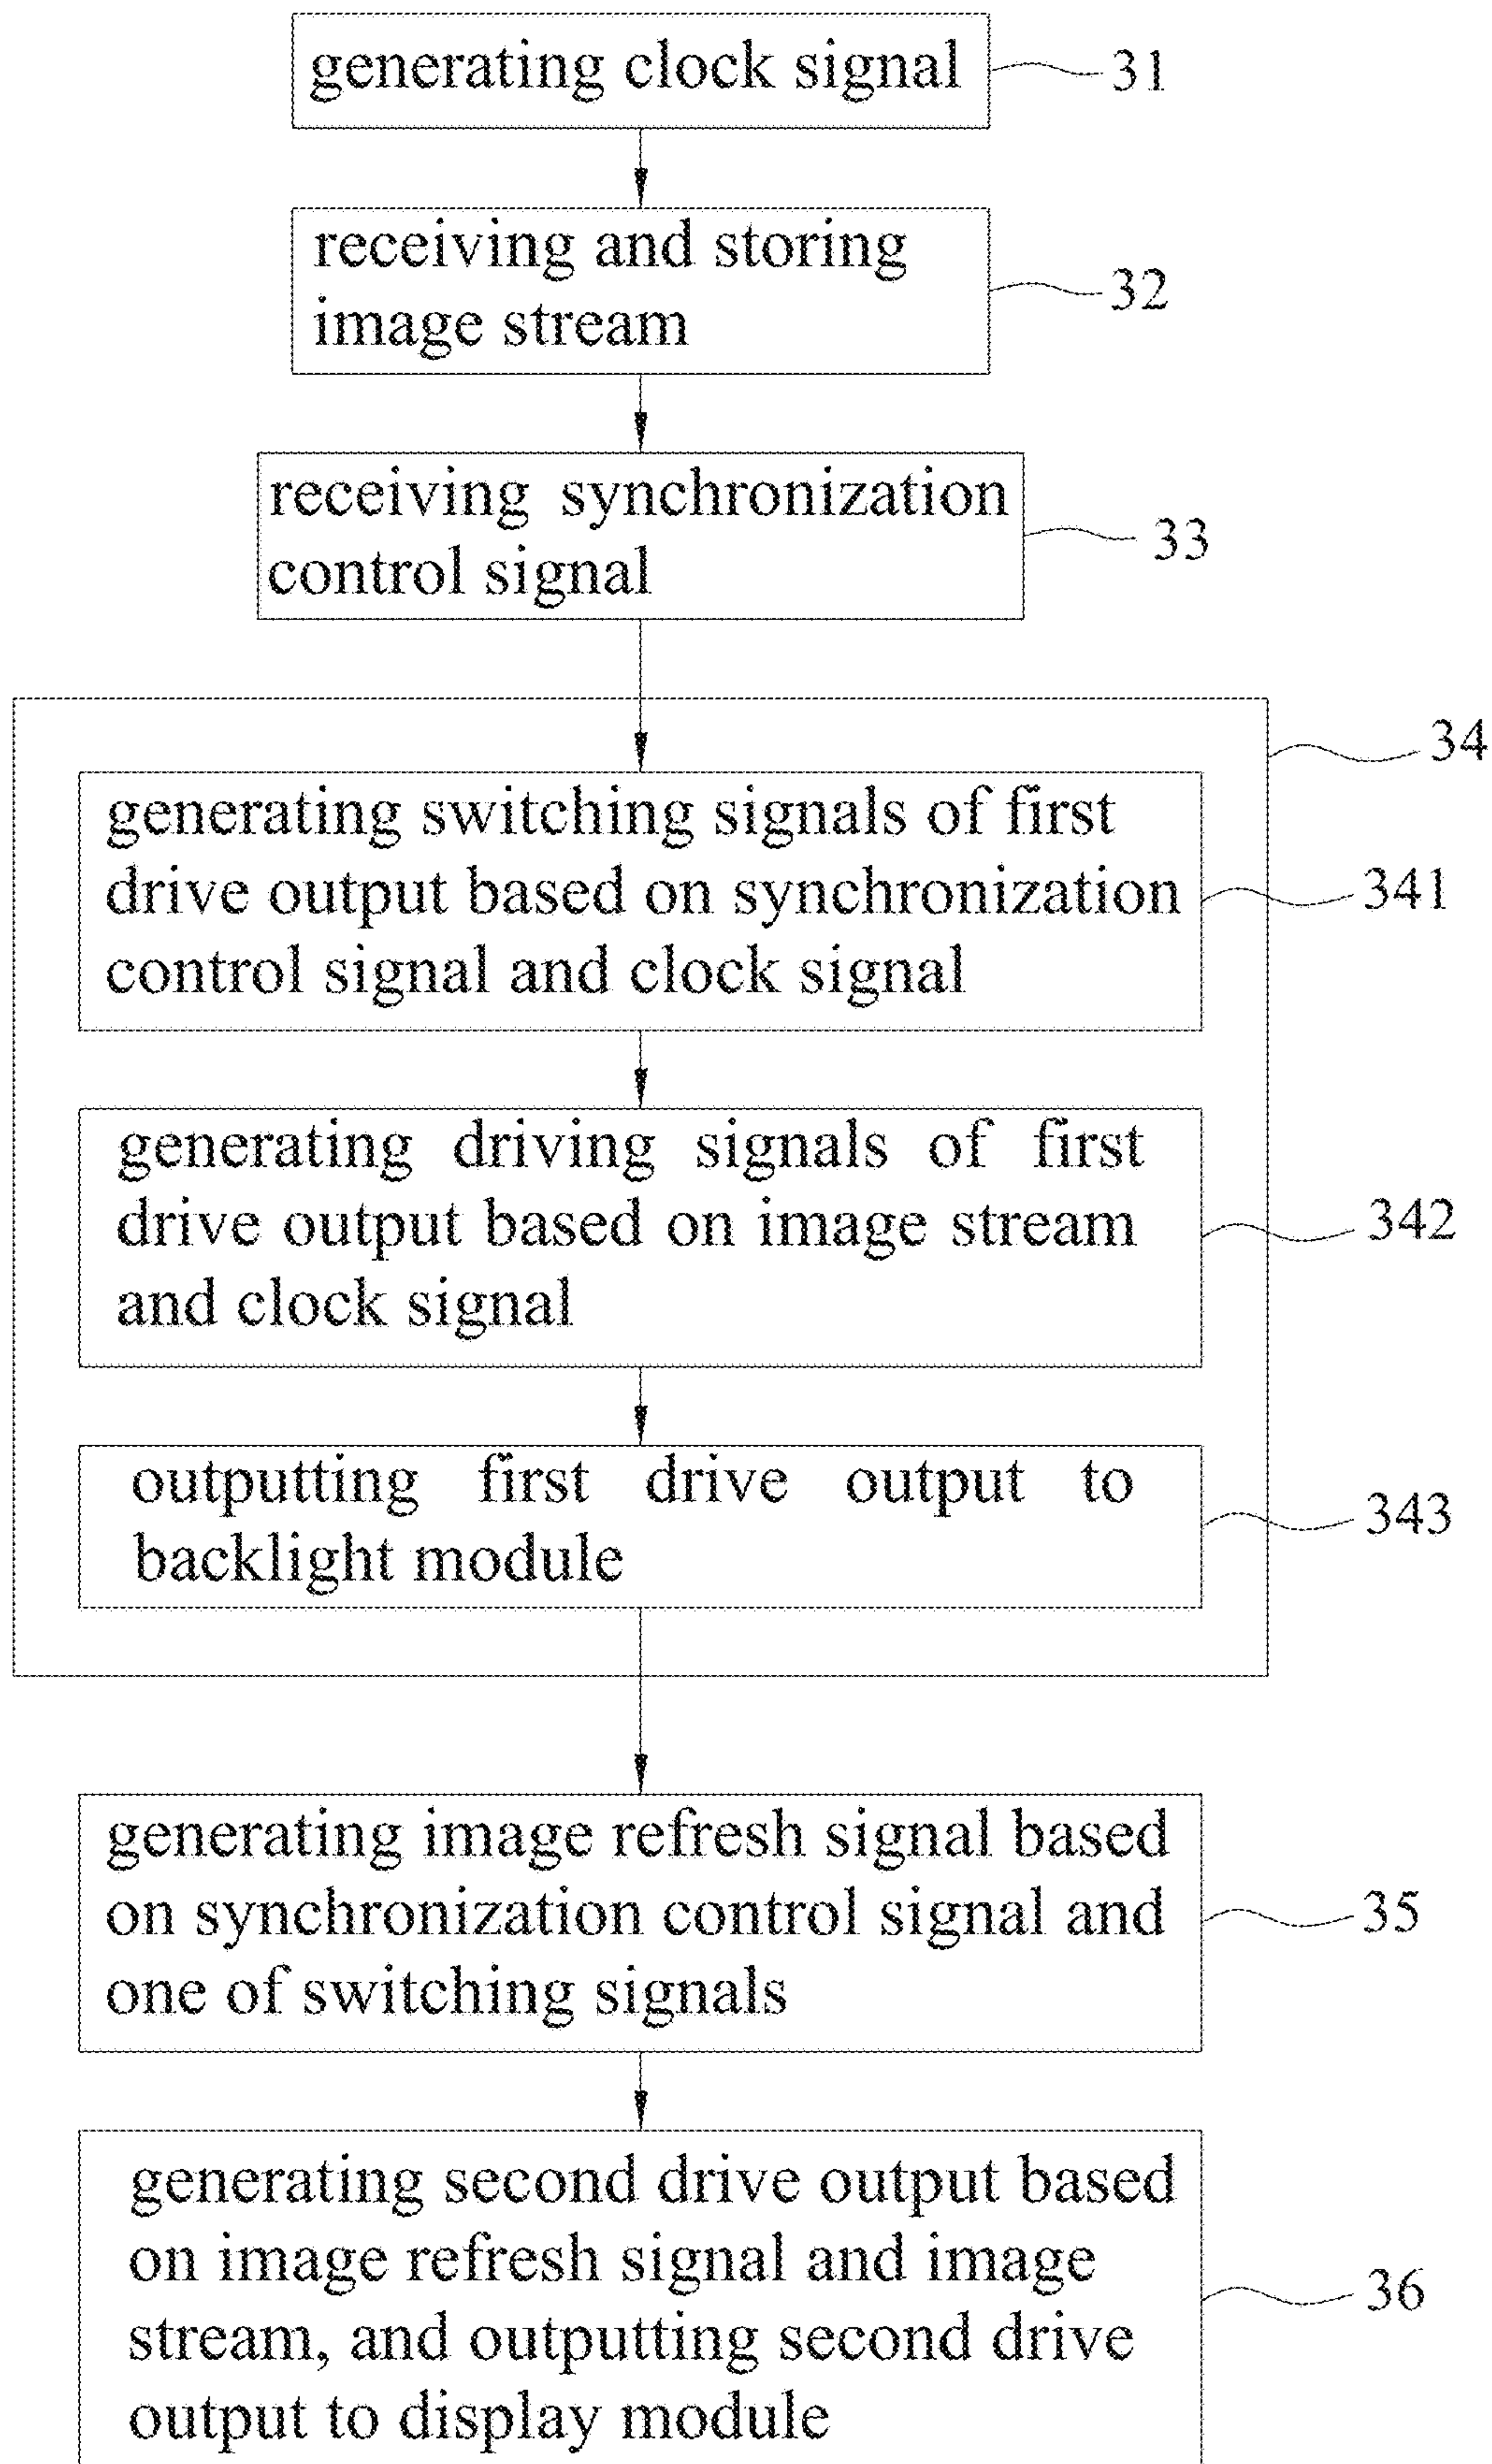 generating clock signal
31
receiving and storing
image stream
32
receiving synchronization
control signal
33
34
generating switching signals of first
drive output based on synchronization
control signal and clock signal
341
generating driving signals of first
drive output based on image stream
and clock signal
342
outputting first drive output to
backlight module
343
generating image refresh signal based
on synchronization control signal and
one of switching signals
35
generating second drive output based
on image refresh signal and image
stream, and outputting second drive
output to display module
36